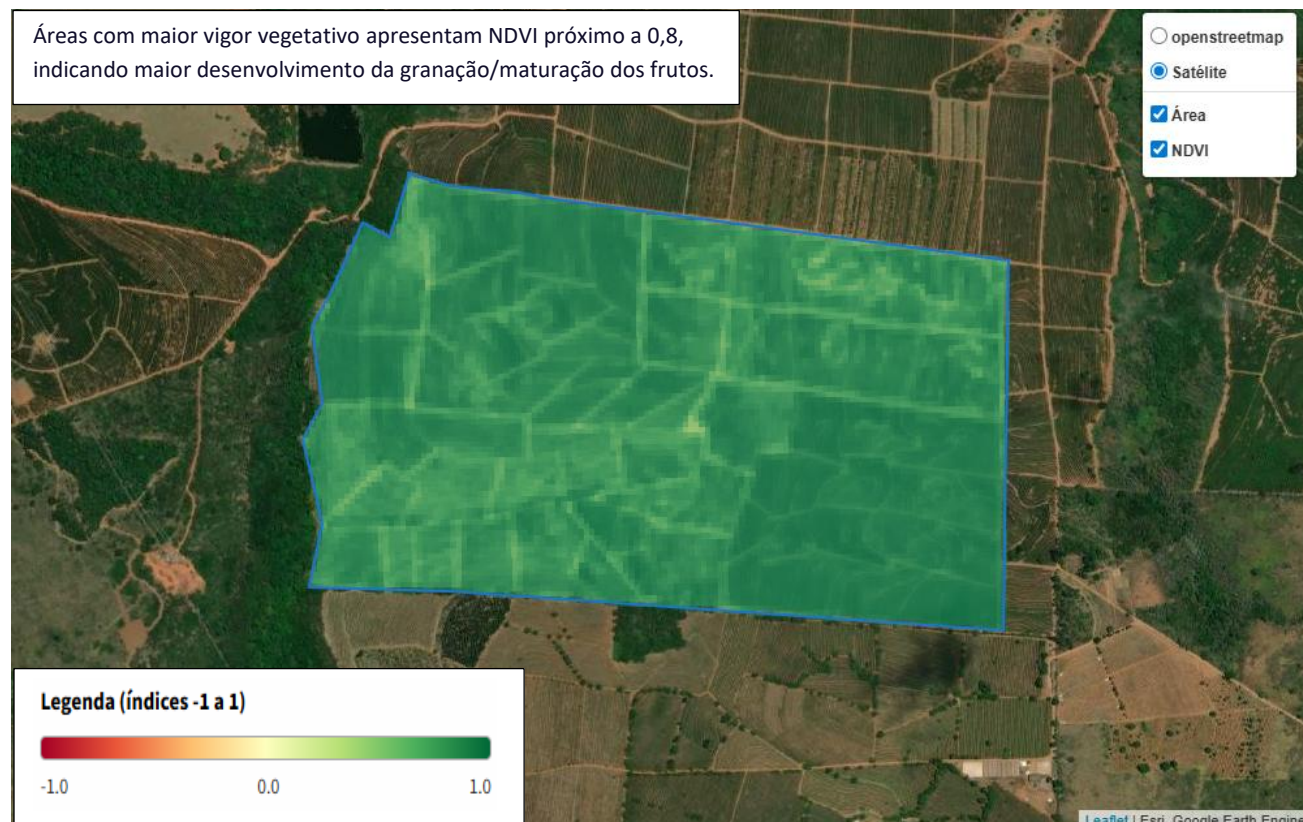 Áreas com maior vigor vegetativo apresentam NDVI próximo a 0,8,
indicando maior desenvolvimento da granação/maturação dos frutos.
openstreetmap
Satélite
Área
NDVI
Legenda (índices -1 a 1)
-1.0 0.0 1.0
Leaflet | Esri, Google Earth Engine